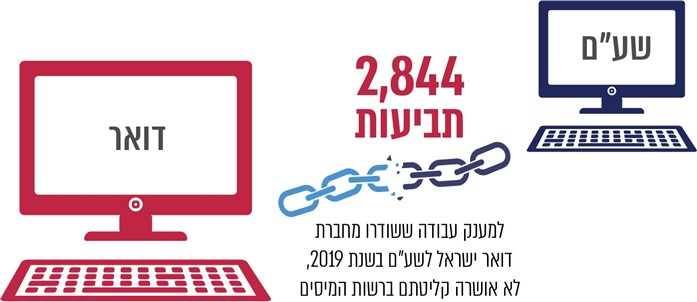 שע"ם
2,844
תביעות
דואר
למענק עבודה ששודרו מחברת
דואר ישראל לשע"ם בשנת 2019,
לא אושרה קליטתם ברשות המיסים